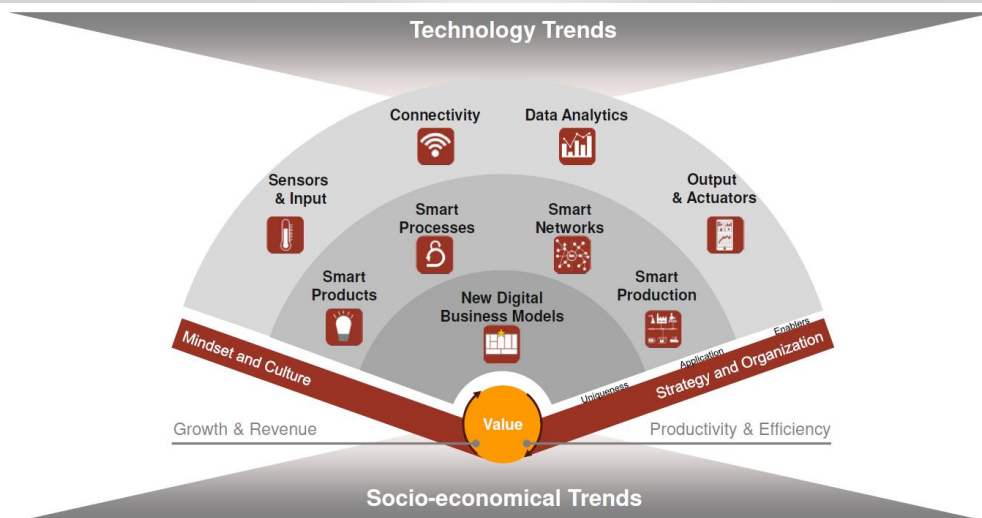 Technology Trends
Connectivity
Data Analytics
Sensors
& Input
Output
& Actuators
Smart
Processes
Smart
Networks
Smart
Products
Smart
Production
New Digital
Business Models
Mindset and Culture
Uniqueness
Application
Enablers
Strategy and Organization
Value
Growth & Revenue
Productivity & Efficiency
Socio-economical Trends